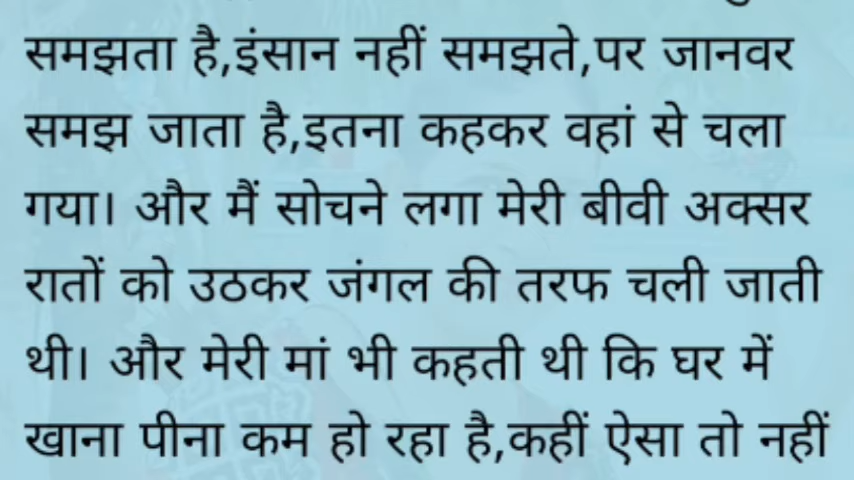 समझता है,इंसान नहीं समझते,पर जानवर
समझ जाता है,इतना कहकर वहां से चला
गया। और मैं सोचने लगा मेरी बीवी अक्सर
रातों को उठकर जंगल की तरफ चली जाती
थी। और मेरी मां भी कहती थी कि घर में
खाना पीना कम हो रहा है,कहीं ऐसा तो नहीं